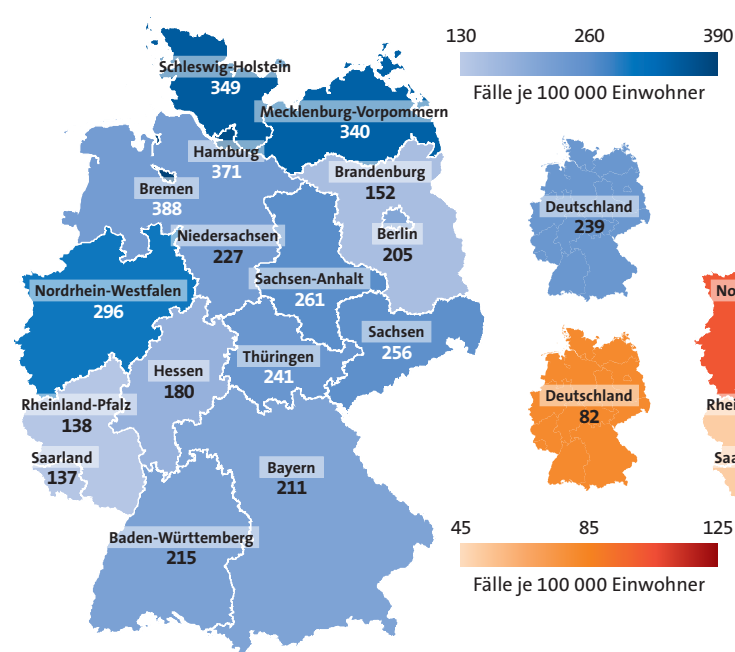 130 260 390
Fälle je 100 000 Einwohner
Schleswig-Holstein
349
Mecklenburg-Vorpommern
340
Hamburg
371
Bremen
388
Brandenburg
152
Berlin
205
Niedersachsen
227
Sachsen-Anhalt
261
Nordrhein-Westfalen
296
Sachsen
256
Thüringen
241
Hessen
180
Rheinland-Pfalz
138
Saarland
137
Bayern
211
Baden-Württemberg
215
Deutschland
239
Deutschland
82
No
Rhei
Saa
45 85 125
Fälle je 100 000 Einwohner